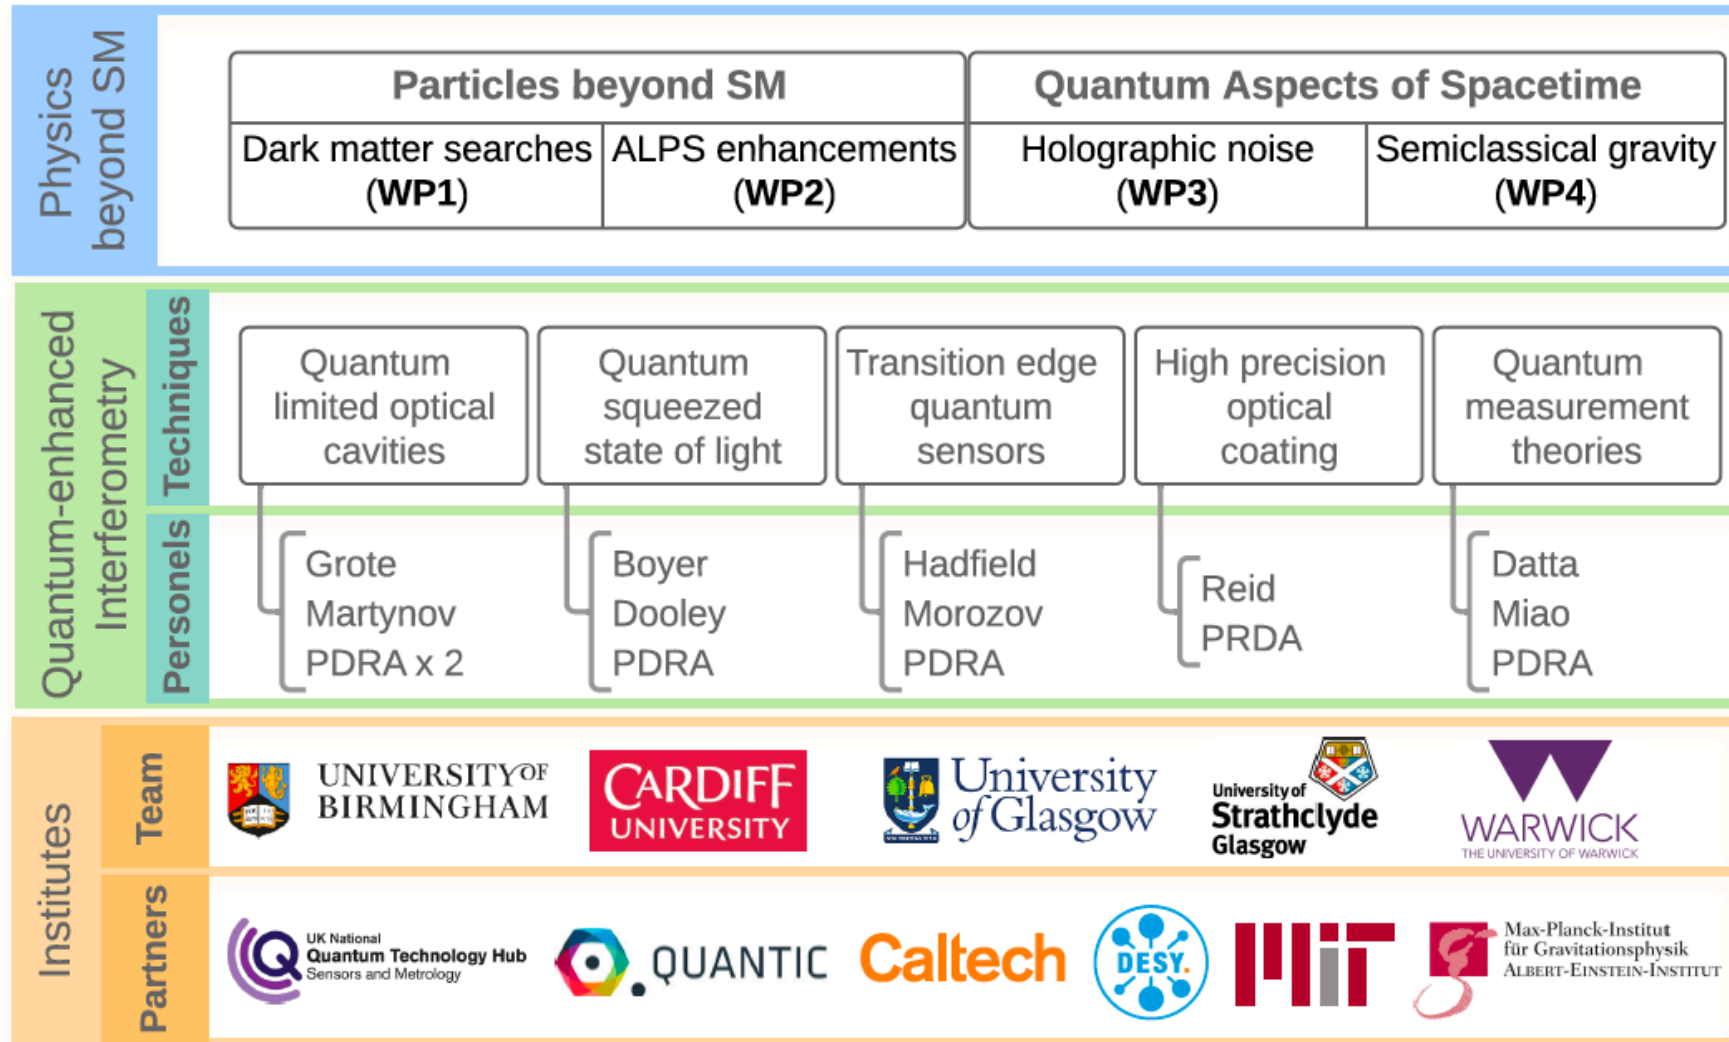 Physics
beyond SM
Particles beyond SM
Quantum Aspects of Spacetime
Dark matter searches
(WP1)
ALPS enhancements
(WP2)
Holographic noise
(WP3)
Semiclassical gravity
(WP4)
Quantum-enhanced
Interferometry
Techniques
Quantum
limited optical
cavities
Quantum
squeezed
state of light
Transition edge
quantum
sensors
High precision
optical
coating
Quantum
measurement
theories
Personels
Grote
Martynov
PDRA x 2
Boyer
Dooley
PDRA
Hadfield
Morozov
PDRA
Reid
PRDA
Datta
Miao
PDRA
Institutes
Team
UNIVERSITY OF
BIRMINGHAM
CARDIFF
UNIVERSITY
University
of Glasgow
University of
Strathclyde
Glasgow
WARWICK
THE UNIVERSITY OF WARWICK
Partners
UK National
Quantum Technology Hub
Sensors and Metrology
QUANTIC
Caltech
DESY.
MIT
Max-Planck-Institut
für Gravitationsphysik
ALBERT-EINSTEIN-INSTITUT